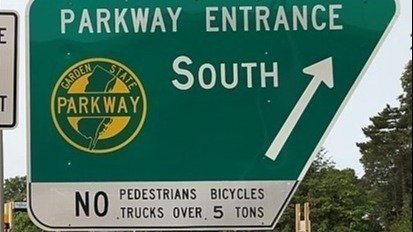 PARKWAY ENTRANCE
SOUTH
GARDEN STATE
PARKWAY
NO PEDESTRIANS BICYCLES
TRUCKS OVER 5 TONS